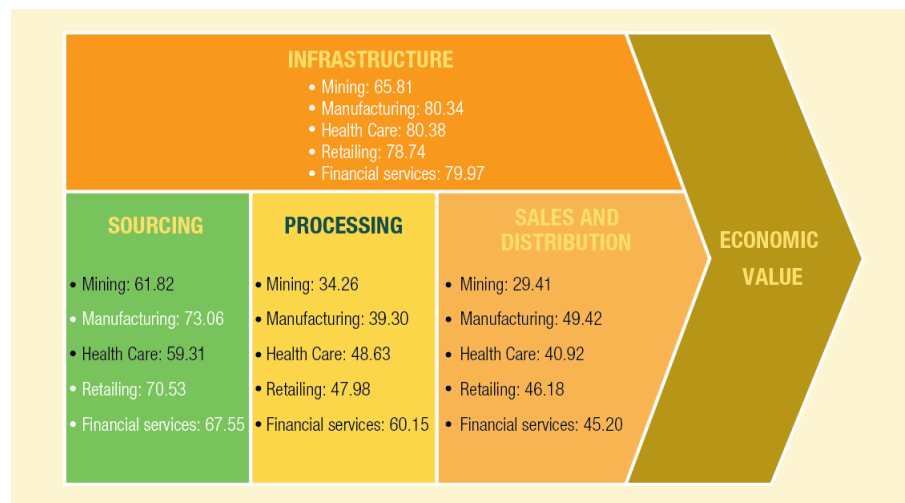 INFRASTRUCTURE
• Mining: 65.81
• Manufacturing: 80.34
• Health Care: 80.38
• Retailing: 78.74
• Financial services: 79.97
SOURCING
• Mining: 61.82
• Manufacturing: 73.06
• Health Care: 59.31
• Retailing: 70.53
• Financial services: 67.55
PROCESSING
• Mining: 34.26
• Manufacturing: 39.30
• Health Care: 48.63
• Retailing: 47.98
• Financial services: 60.15
SALES AND
DISTRIBUTION
• Mining: 29.41
• Manufacturing: 49.42
• Health Care: 40.92
• Retailing: 46.18
• Financial services: 45.20
ECONOMIC
VALUE